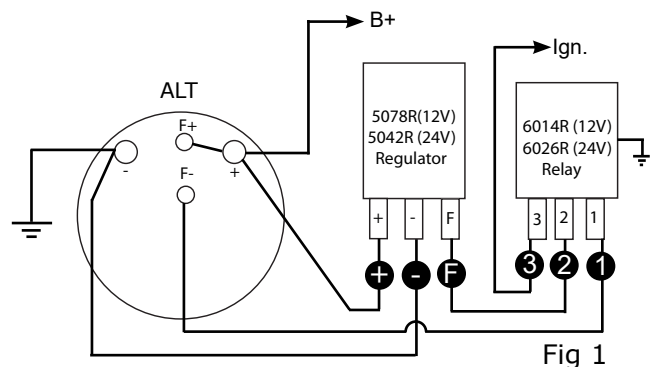 B+
Ign.
ALT
F+
-
+
F-
5078R(12V)
5042R (24V)
Regulator
6014R (12V)
6026R (24V)
Relay
+ - F
3 2 1
+ - F
3 2 1
Fig 1